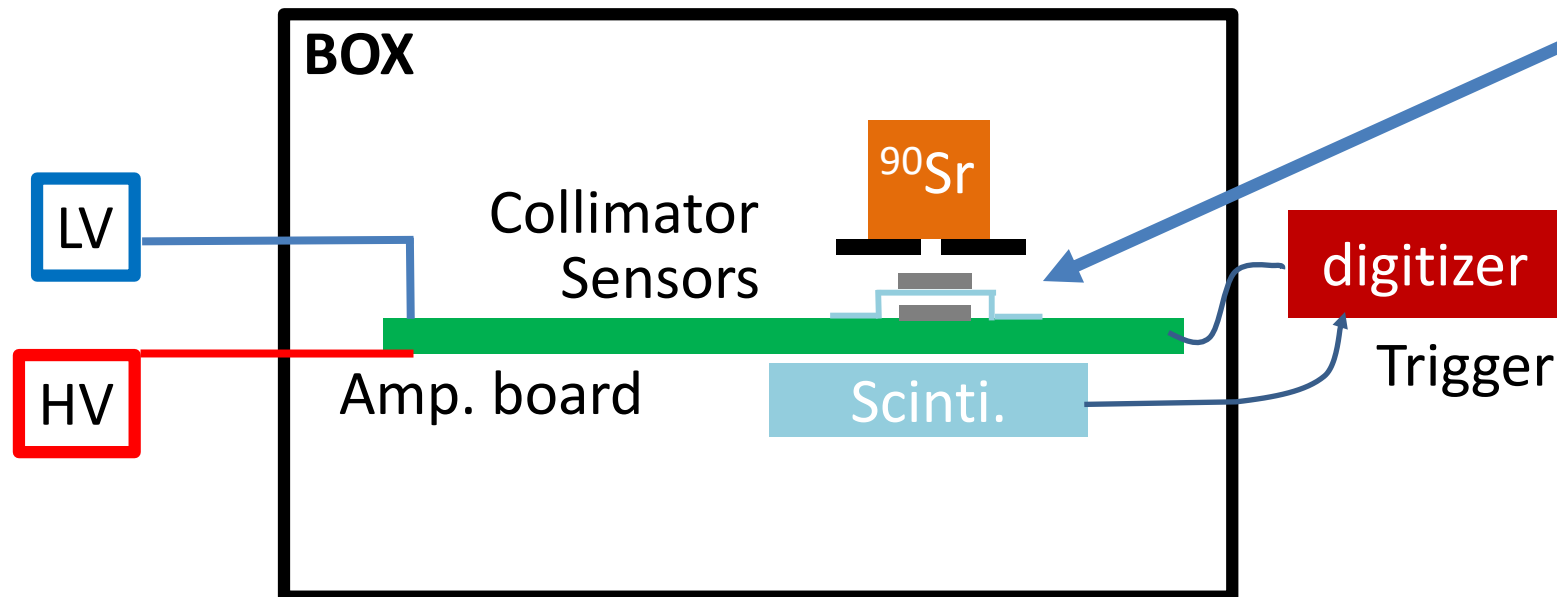 BOX
⁹⁰Sr
LV
Collimator
Sensors
digitizer
HV
Amp. board
Scinti.
Trigger